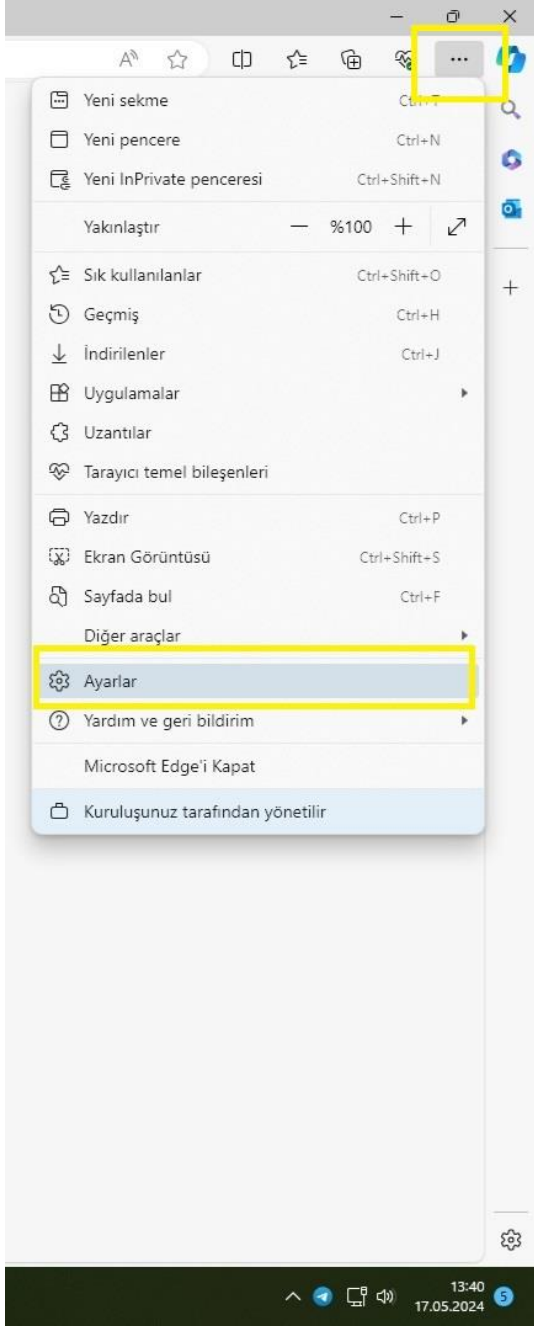 Yeni sekme Ctrl+T
Yeni pencere Ctrl+N
Yeni InPrivate penceresi Ctrl+Shift+N
Yakınlaştır — %100 +
Sık kullanılanlar Ctrl+Shift+O
Geçmiş Ctrl+H
İndirilenler Ctrl+J
Uygulamalar
Uzantılar
Tarayıcı temel bileşenleri
Yazdır Ctrl+P
Ekran Görüntüsü Ctrl+Shift+S
Sayfada bul Ctrl+F
Diğer araçlar
Ayarlar
Yardım ve geri bildirim
Microsoft Edge'i Kapat
Kuruluşunuz tarafından yönetilir
13:40
17.05.2024
5